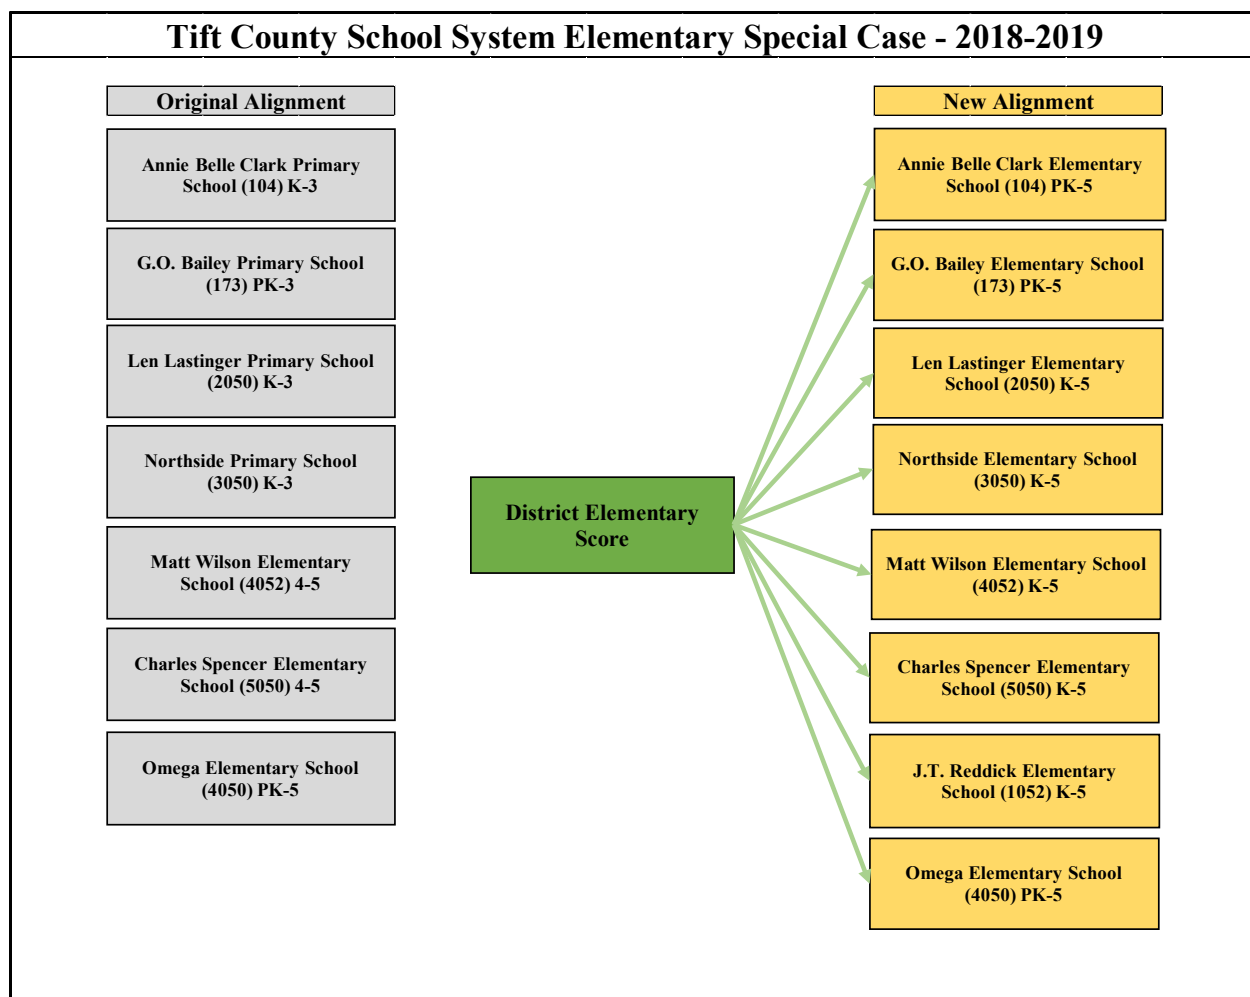 Tift County School System Elementary Special Case - 2018-2019
Original Alignment
Annie Belle Clark Primary
School (104) K-3
G.O. Bailey Primary School
(173) PK-3
Len Lastinger Primary School
(2050) K-3
Northside Primary School
(3050) K-3
Matt Wilson Elementary
School (4052) 4-5
Charles Spencer Elementary
School (5050) 4-5
Omega Elementary School
(4050) PK-5
District Elementary
Score
New Alignment
Annie Belle Clark Elementary
School (104) PK-5
G.O. Bailey Elementary School
(173) PK-5
Len Lastinger Elementary
School (2050) K-5
Northside Elementary School
(3050) K-5
Matt Wilson Elementary School
(4052) K-5
Charles Spencer Elementary
School (5050) K-5
J.T. Reddick Elementary
School (1052) K-5
Omega Elementary School
(4050) PK-5